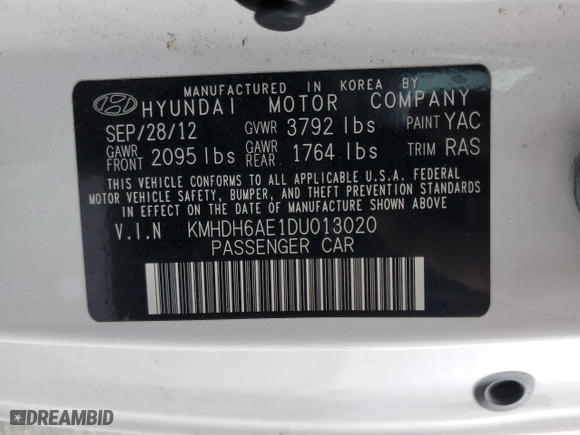 MANUFACTURED IN KOREA BY
HYUNDAI MOTOR COMPANY
SEP/28/12 GVWR 3792 lbs PAINT YAC
GAWR FRONT 2095 lbs GAWR REAR 1764 lbs TRIM RAS
THIS VEHICLE CONFORMS TO ALL APPLICABLE U.S.A. FEDERAL
MOTOR VEHICLE SAFETY, BUMPER, AND THEFT PREVENTION STANDARDS
IN EFFECT ON THE DATE OF MANUFACTURE SHOWN ABOVE.
V.I.N KMHDH6AE1DU013020
PASSENGER CAR
DREAMBID